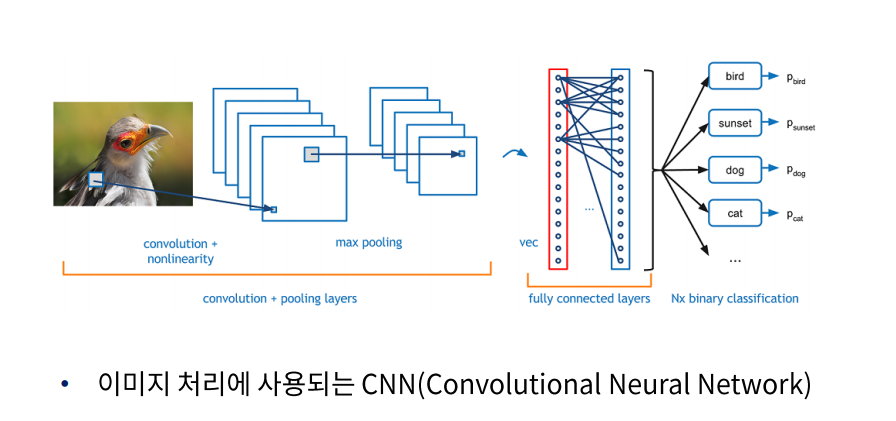 convolution +
nonlinearity
max pooling
convolution + pooling layers
vec
...
fully connected layers
bird
p_bird
sunset
p_sunset
dog
p_dog
cat
p_cat
...
Nx binary classification
• 이미지 처리에 사용되는 CNN(Convolutional Neural Network)